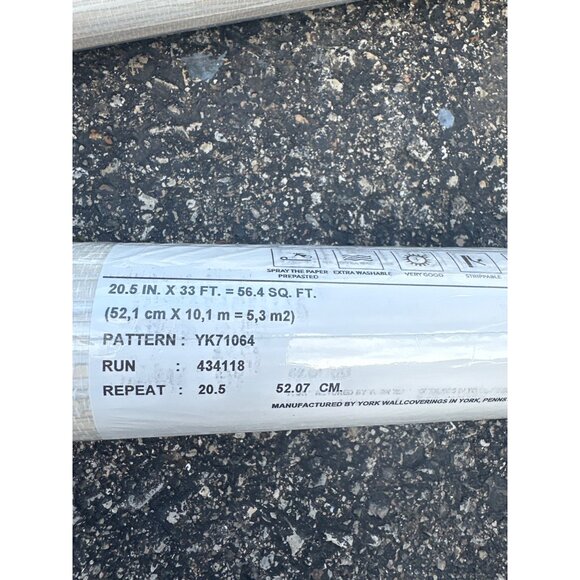 SPRAY THE PAPER EXTRA WASHABLE VERY GOOD STRIPPABLE
PREPASTED
20.5 IN. X 33 FT. = 56.4 SQ. FT.
(52,1 cm X 10,1 m = 5,3 m2)
PATTERN : YK71064
RUN : 434118
REPEAT : 20.5 52.07 CM.
MANUFACTURED BY YORK WALLCOVERINGS IN YORK, PENNS